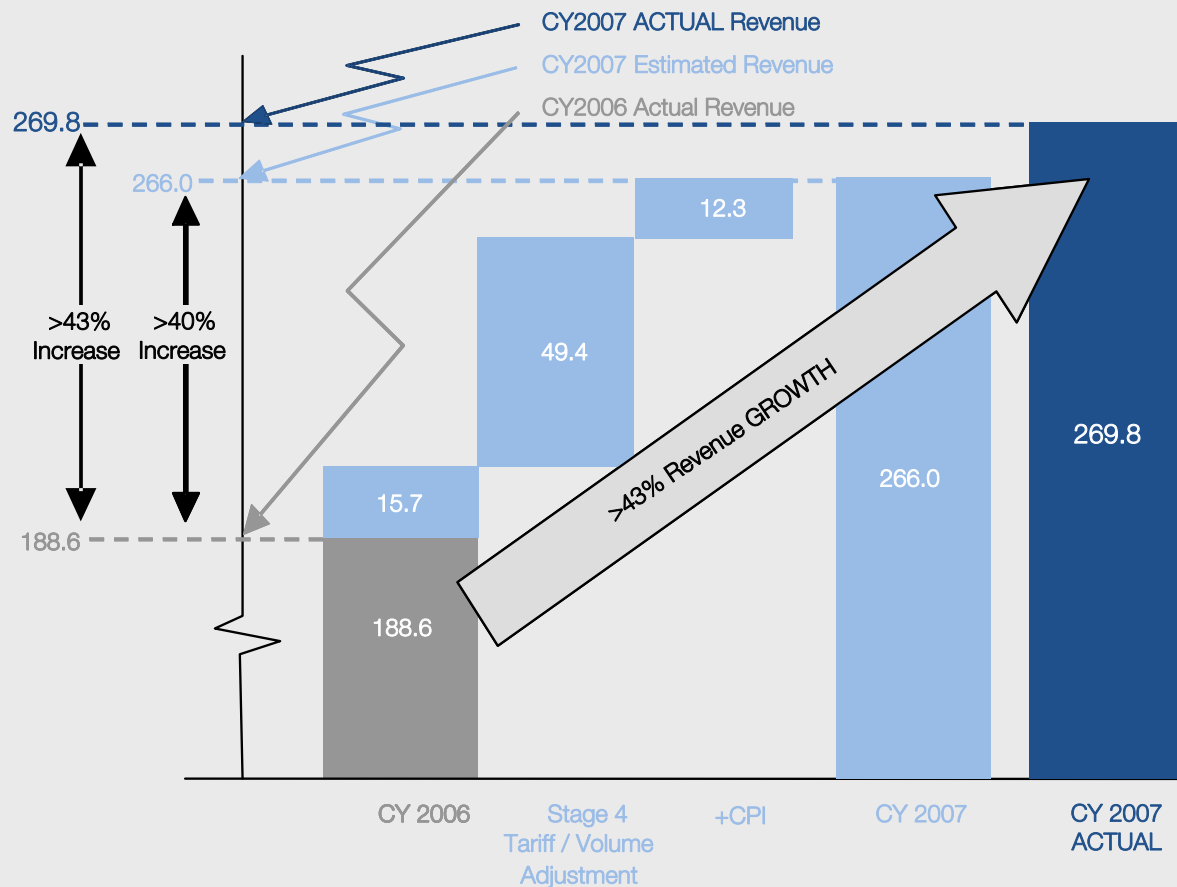 CY2007 ACTUAL Revenue
CY2007 Estimated Revenue
CY2006 Actual Revenue
269.8
266.0
12.3
>43%
Increase
>40%
Increase
49.4
>43% Revenue GROWTH
269.8
15.7
266.0
188.6
188.6
CY 2006
Stage 4
Tariff / Volume
Adjustment
+CPI
CY 2007
CY 2007
ACTUAL